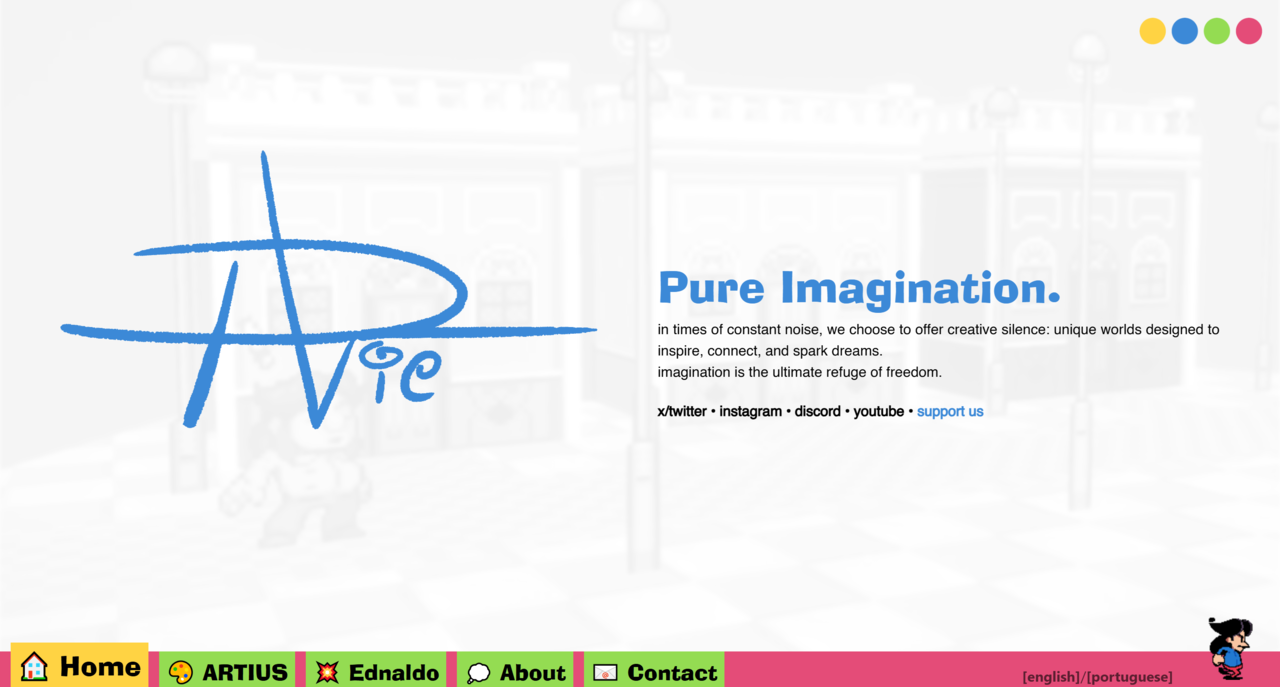 Pure Imagination.
in times of constant noise, we choose to offer creative silence: unique worlds designed to
inspire, connect, and spark dreams.
imagination is the ultimate refuge of freedom.
x/twitter • instagram • discord • youtube • support us
Home ARTIUS Ednaldo About Contact
[english]/[portuguese]